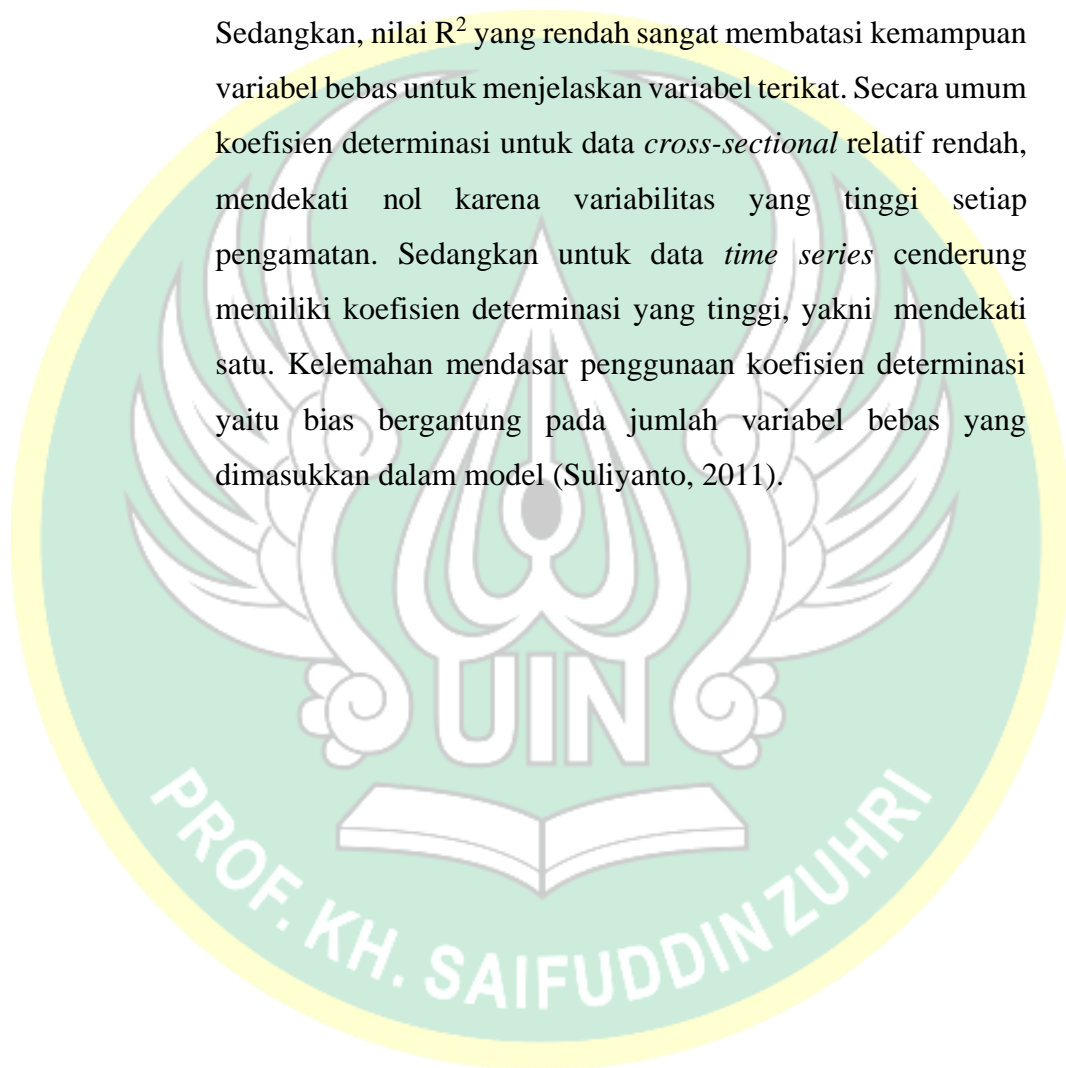 Sedangkan, nilai R² yang rendah sangat membatasi kemampuan
variabel bebas untuk menjelaskan variabel terikat. Secara umum
koefisien determinasi untuk data cross-sectional relatif rendah,
mendekati nol karena variabilitas yang tinggi setiap
pengamatan. Sedangkan untuk data time series cenderung
memiliki koefisien determinasi yang tinggi, yakni mendekati
satu. Kelemahan mendasar penggunaan koefisien determinasi
yaitu bias bergantung pada jumlah variabel bebas yang
dimasukkan dalam model (Suliyanto, 2011).
UIN
PROF. KH. SAIFUDDIN ZUHRI